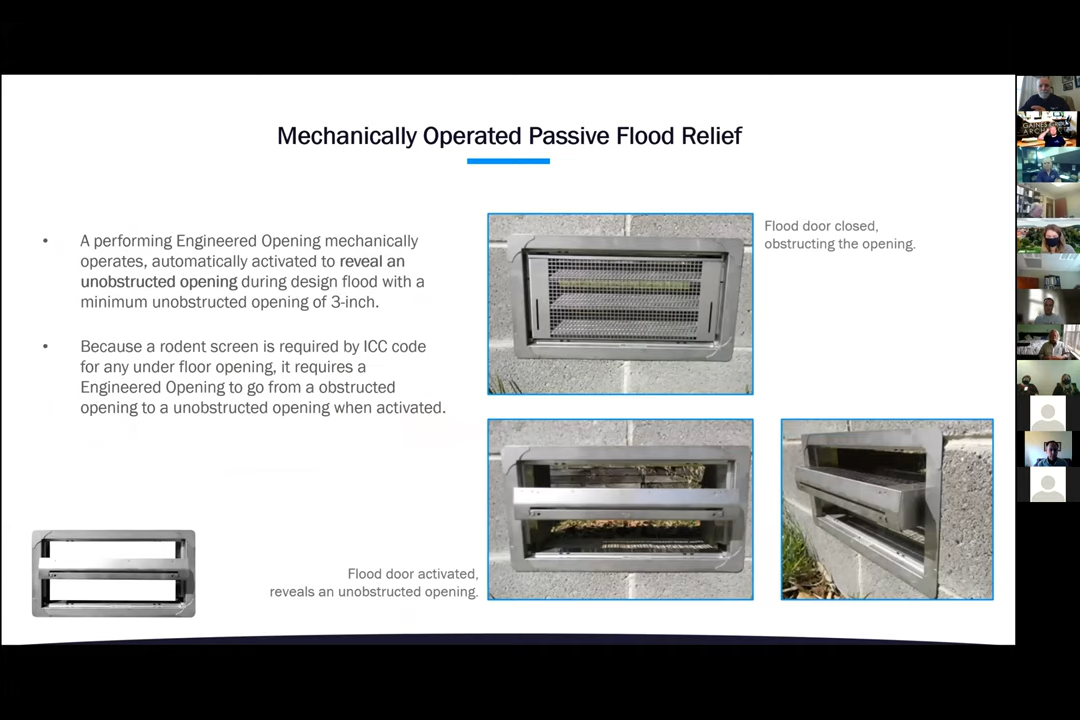 Mechanically Operated Passive Flood Relief
• A performing Engineered Opening mechanically
operates, automatically activated to reveal an
unobstructed opening during design flood with a
minimum unobstructed opening of 3-inch.
• Because a rodent screen is required by ICC code
for any under floor opening, it requires a
Engineered Opening to go from a obstructed
opening to a unobstructed opening when activated.
Flood door closed,
obstructing the opening.
Flood door activated,
reveals an unobstructed opening.
GAINES